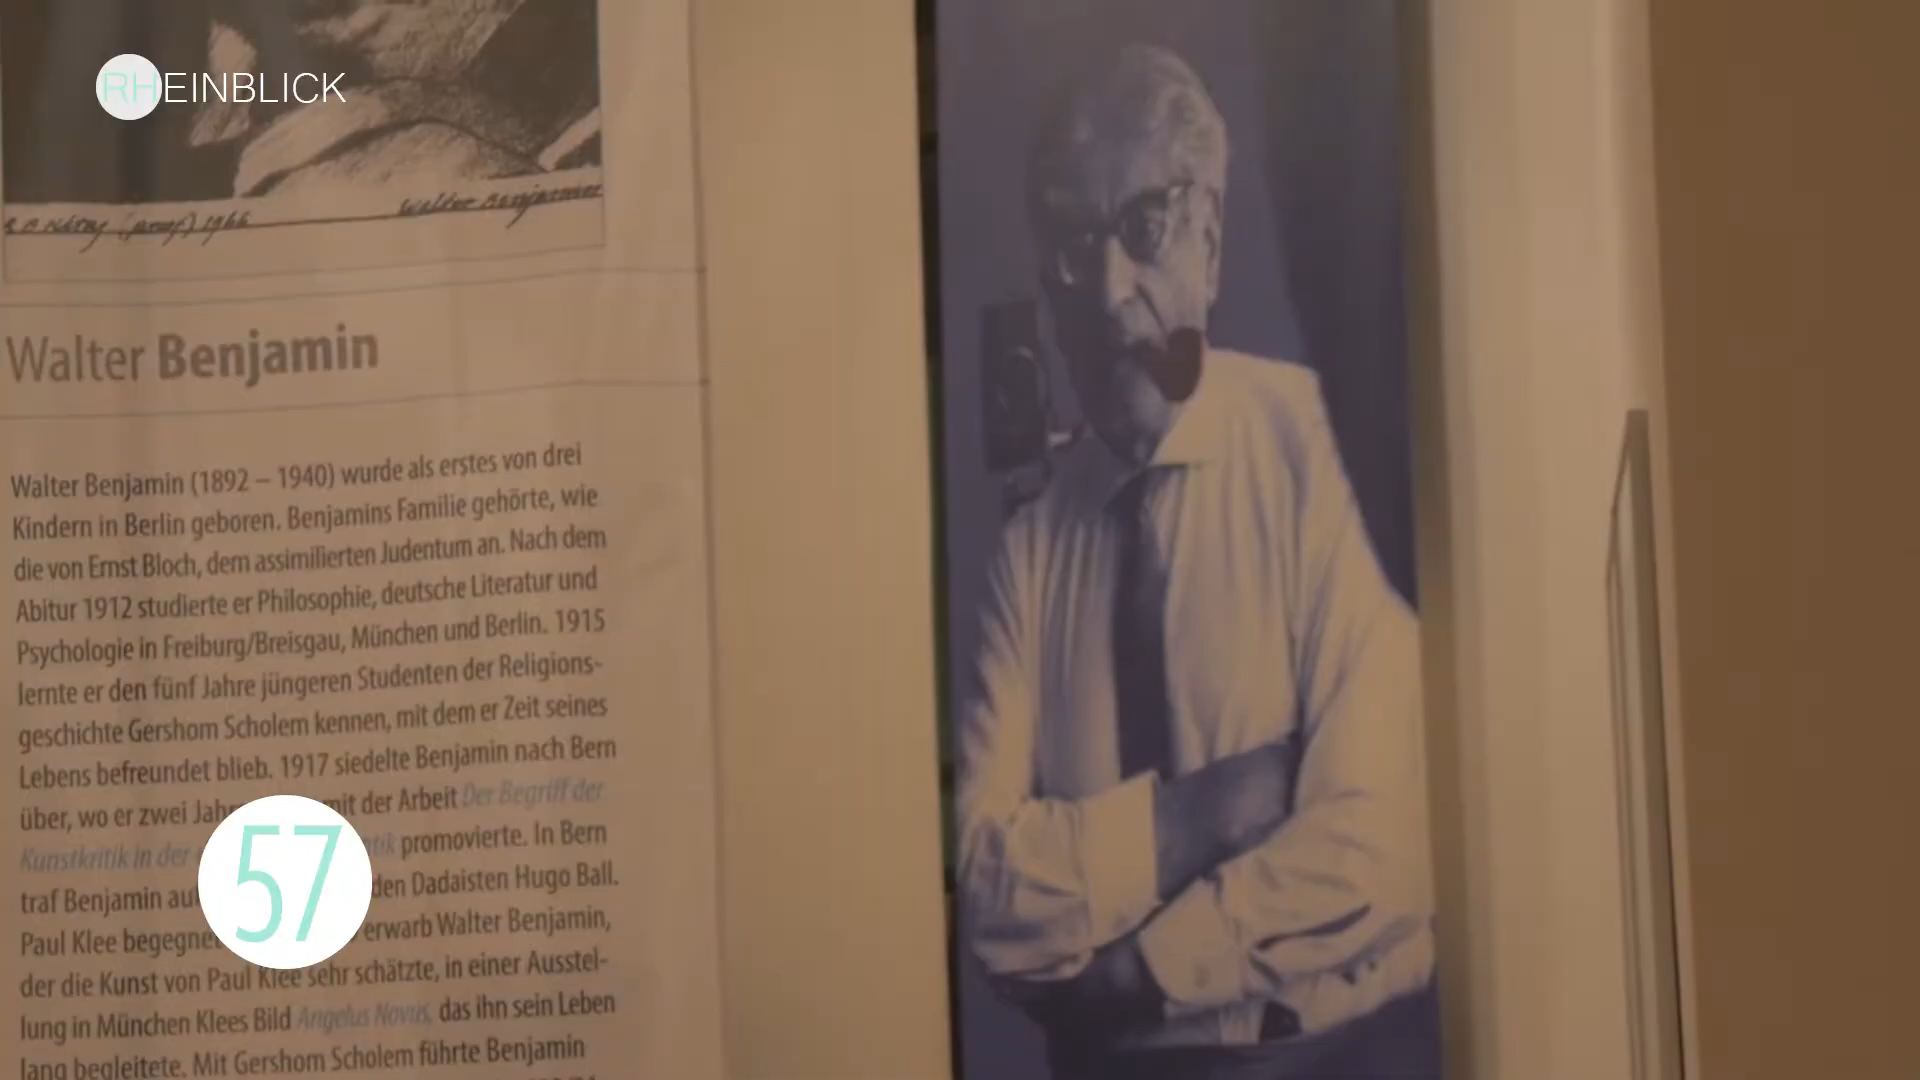 RHEINBLICK
(proof) 1966
Walter Benjamin
Walter Benjamin
Walter Benjamin (1892 – 1940) wurde als erstes von drei
Kindern in Berlin geboren. Benjamins Familie gehörte, wie
die von Ernst Bloch, dem assimilierten Judentum an. Nach dem
Abitur 1912 studierte er Philosophie, deutsche Literatur und
Psychologie in Freiburg/Breisgau, München und Berlin. 1915
lernte er den fünf Jahre jüngeren Studenten der Religions-
geschichte Gershom Scholem kennen, mit dem er Zeit seines
Lebens befreundet blieb. 1917 siedelte Benjamin nach Bern
über, wo er zwei mit der Arbeit Der Begriff der
Kunstkritik in der promovierte. In Bern
traf Benjamin den Dadaisten Hugo Ball.
Paul Klee erwarb Walter Benjamin,
der die Kunst von Paul Klee sehr schätzte, in einer Ausstel-
lung in München Klees Bild Angelus Novus, das ihn sein Leben
lang begleitete. Mit Gershom Scholem führte Benjamin
57